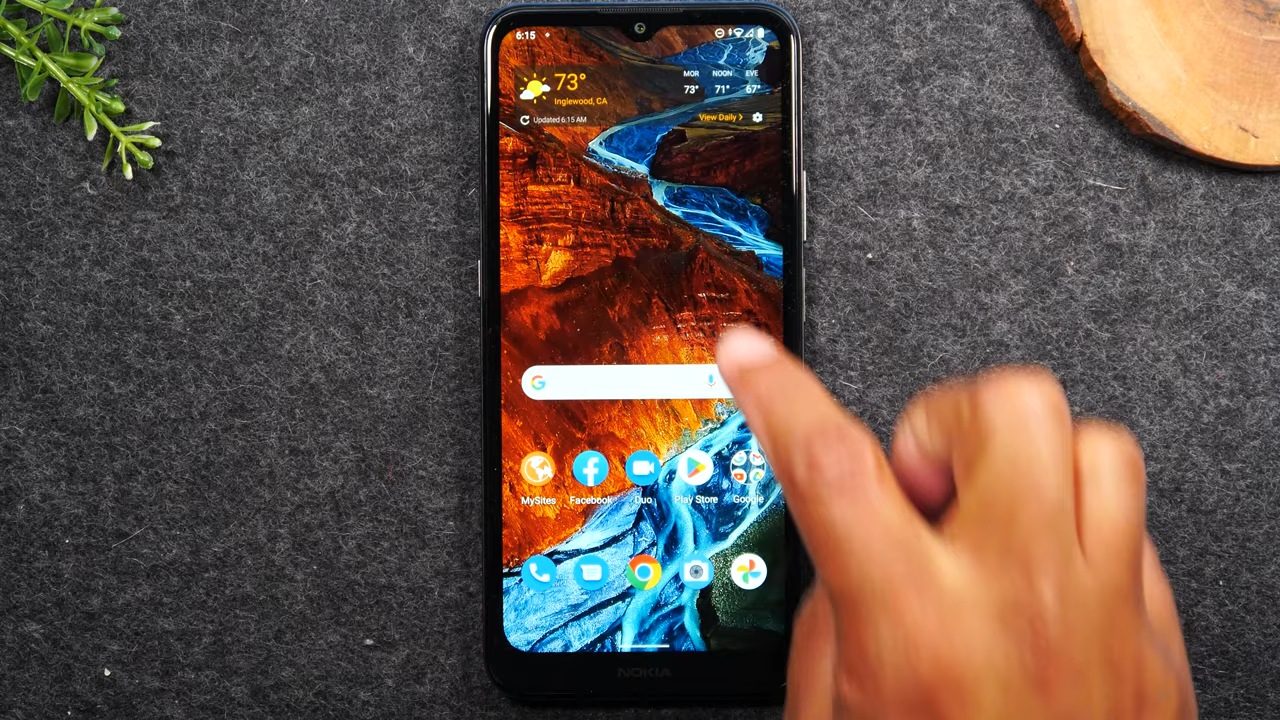 6:15
73°
Inglewood, CA
MOR NOON EVE
73° 71° 67°
Updated 6:15 AM
View Daily >
MySites Facebook Duo Play Store Google
NOKIA